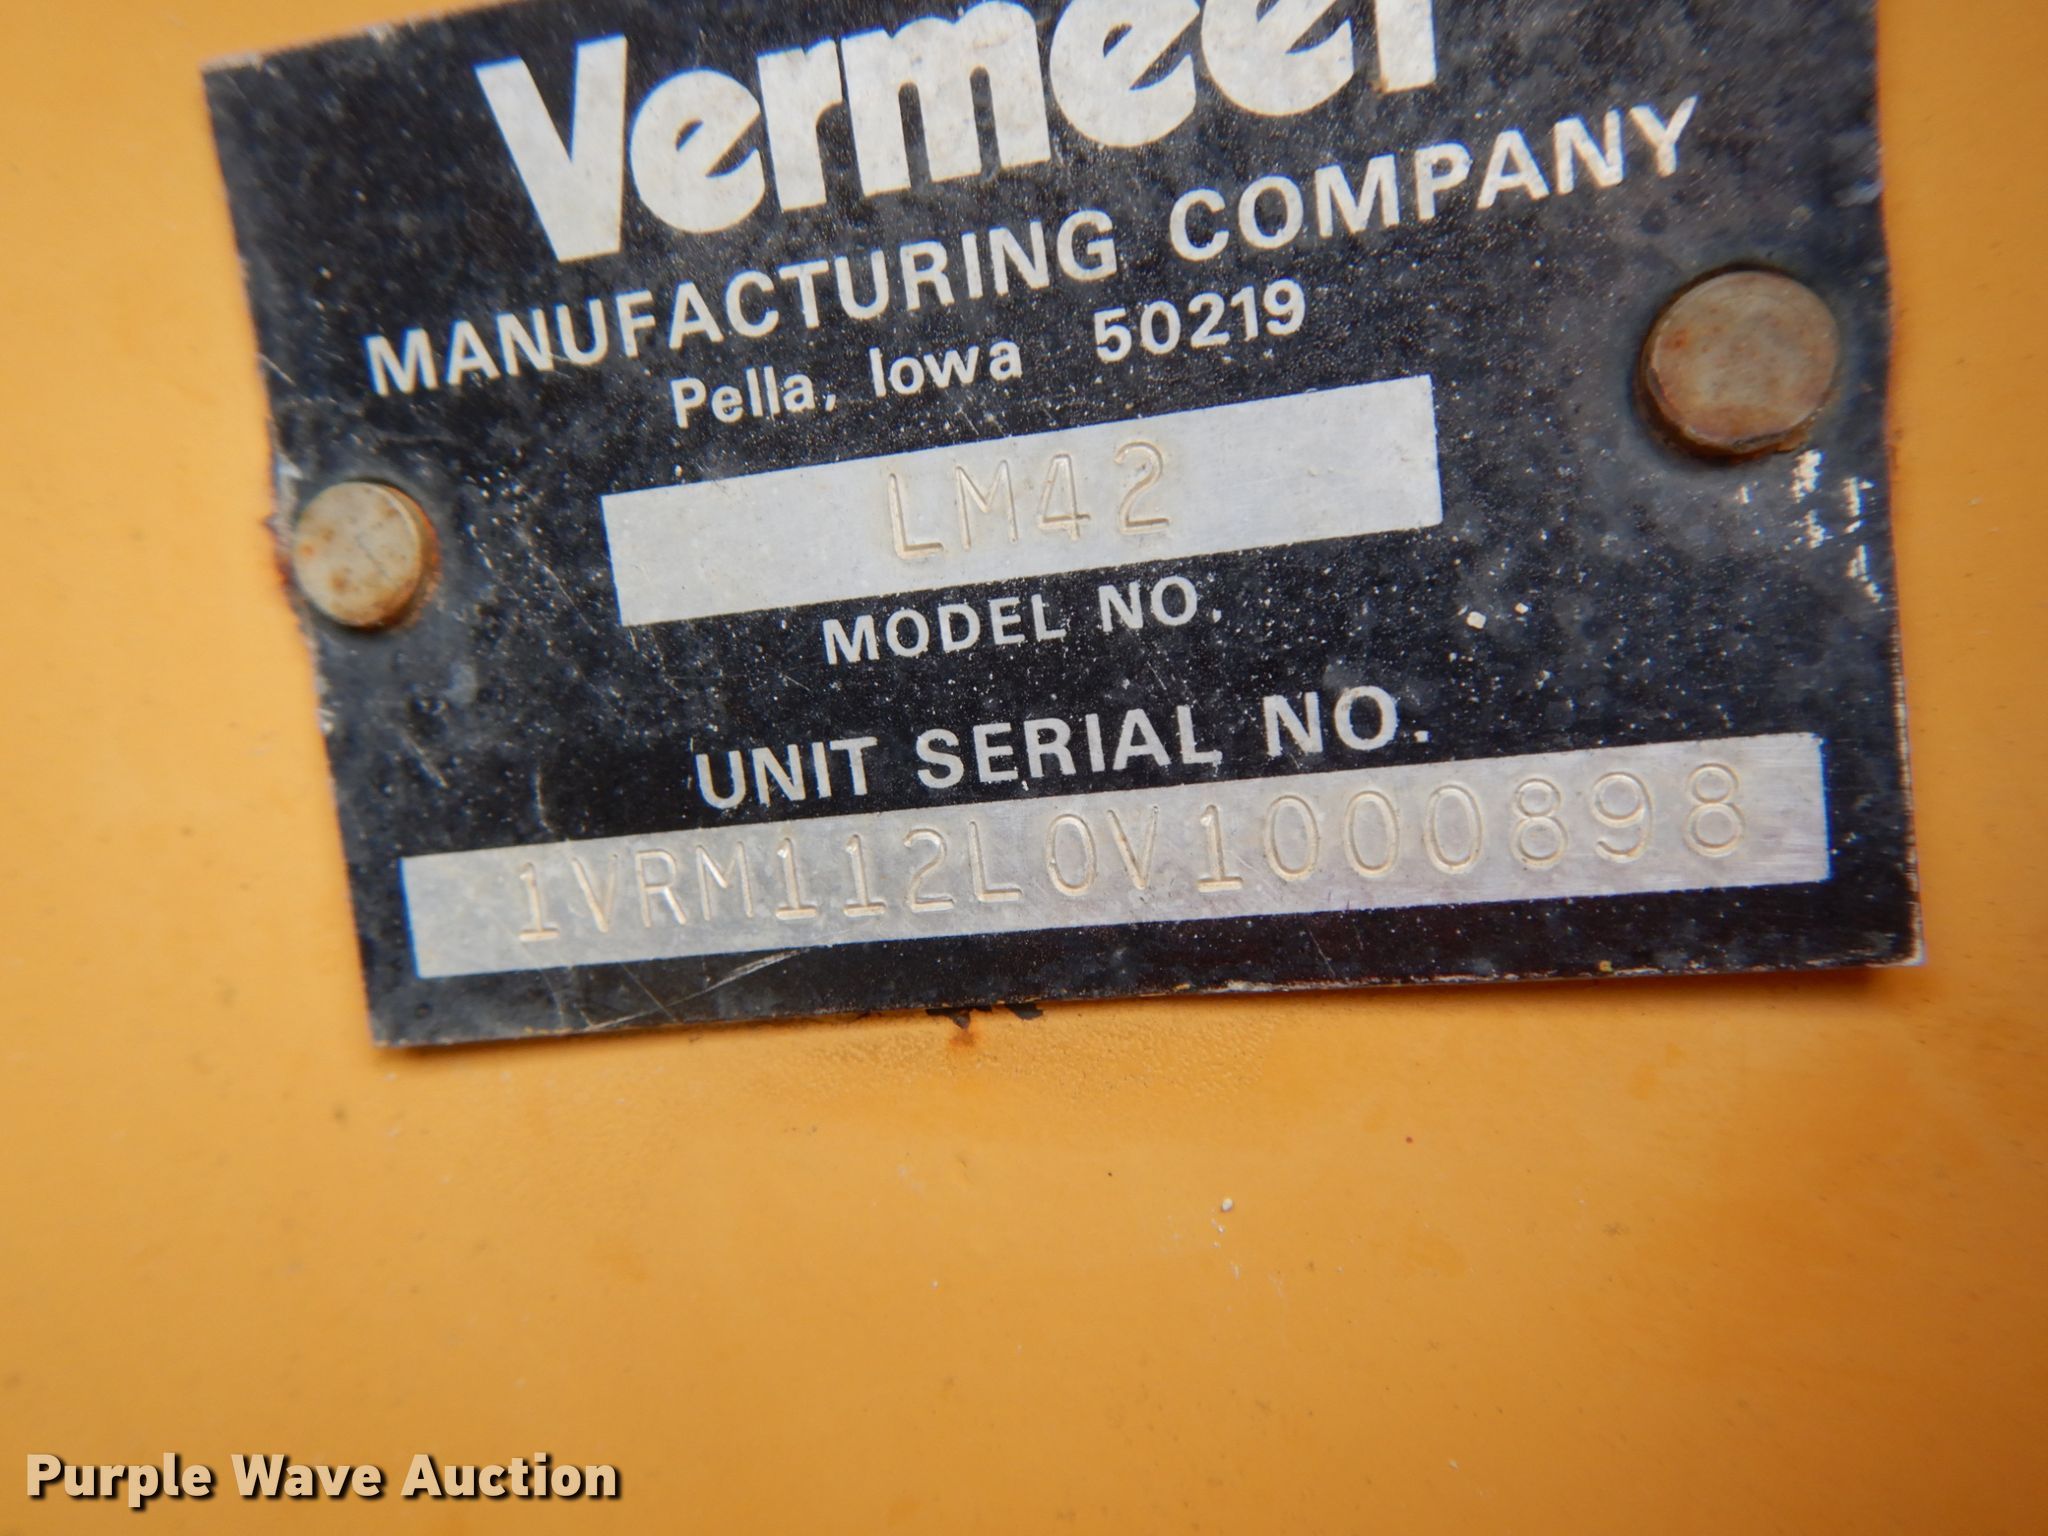 Vermeer
MANUFACTURING COMPANY
Pella, Iowa 50219
LM42
MODEL NO.
UNIT SERIAL NO.
1VRM112L0V1000898
Purple Wave Auction